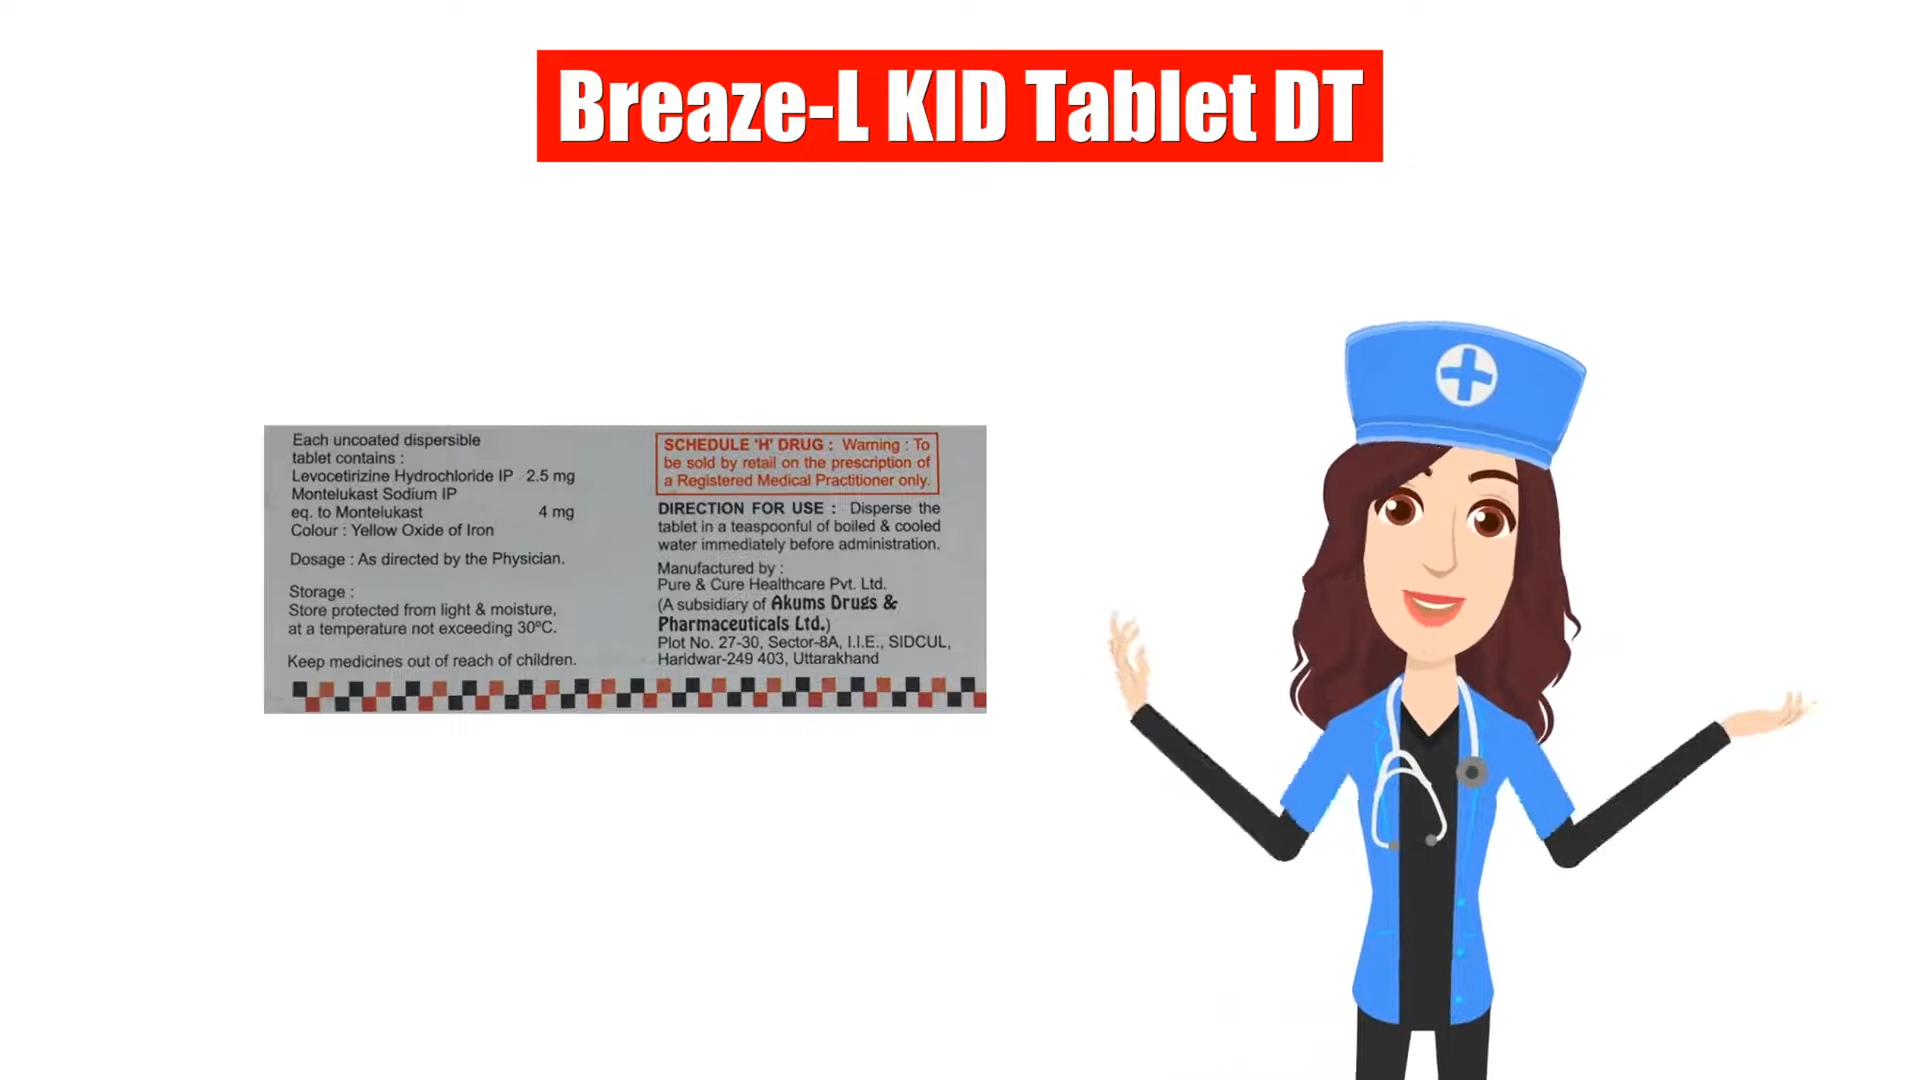 Breaze-L KID Tablet DT
Each uncoated dispersible
tablet contains :
Levocetirizine Hydrochloride IP 2.5 mg
Montelukast Sodium IP
eq. to Montelukast 4 mg
Colour : Yellow Oxide of Iron
Dosage : As directed by the Physician.
Storage :
Store protected from light & moisture,
at a temperature not exceeding 30ºC.
Keep medicines out of reach of children.
SCHEDULE 'H' DRUG : Warning : To
be sold by retail on the prescription of
a Registered Medical Practitioner only.
DIRECTION FOR USE : Disperse the
tablet in a teaspoonful of boiled & cooled
water immediately before administration.
Manufactured by :
Pure & Cure Healthcare Pvt. Ltd.
(A subsidiary of Akums Drugs &
Pharmaceuticals Ltd.)
Plot No. 27-30, Sector-8A, I.I.E., SIDCUL,
Haridwar-249 403, Uttarakhand